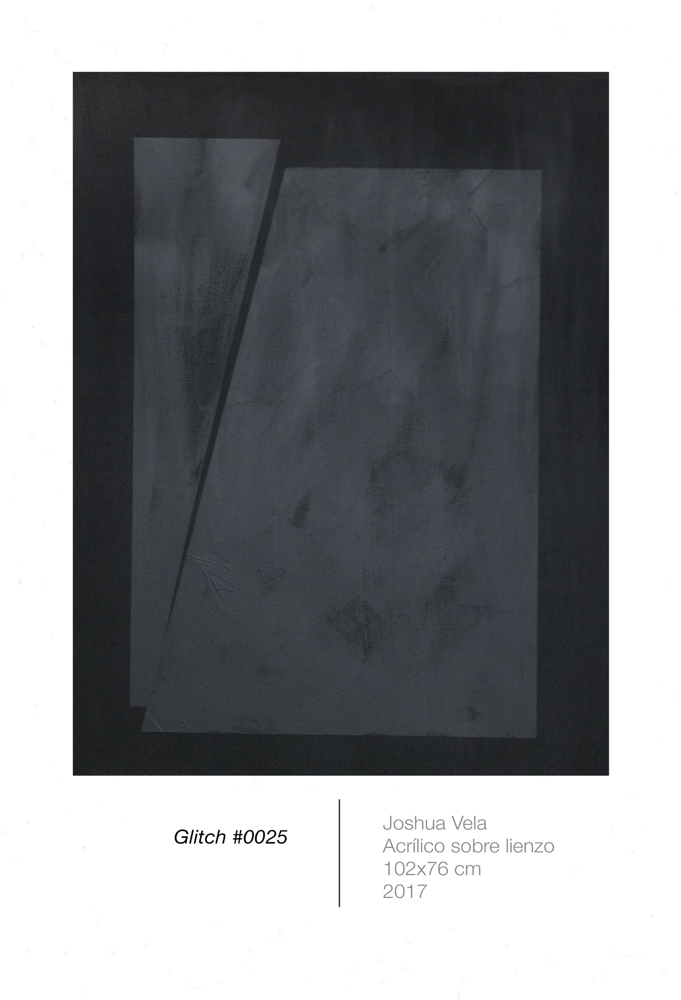 Glitch #0025
Joshua Vela
Acrílico sobre lienzo
102x76 cm
2017